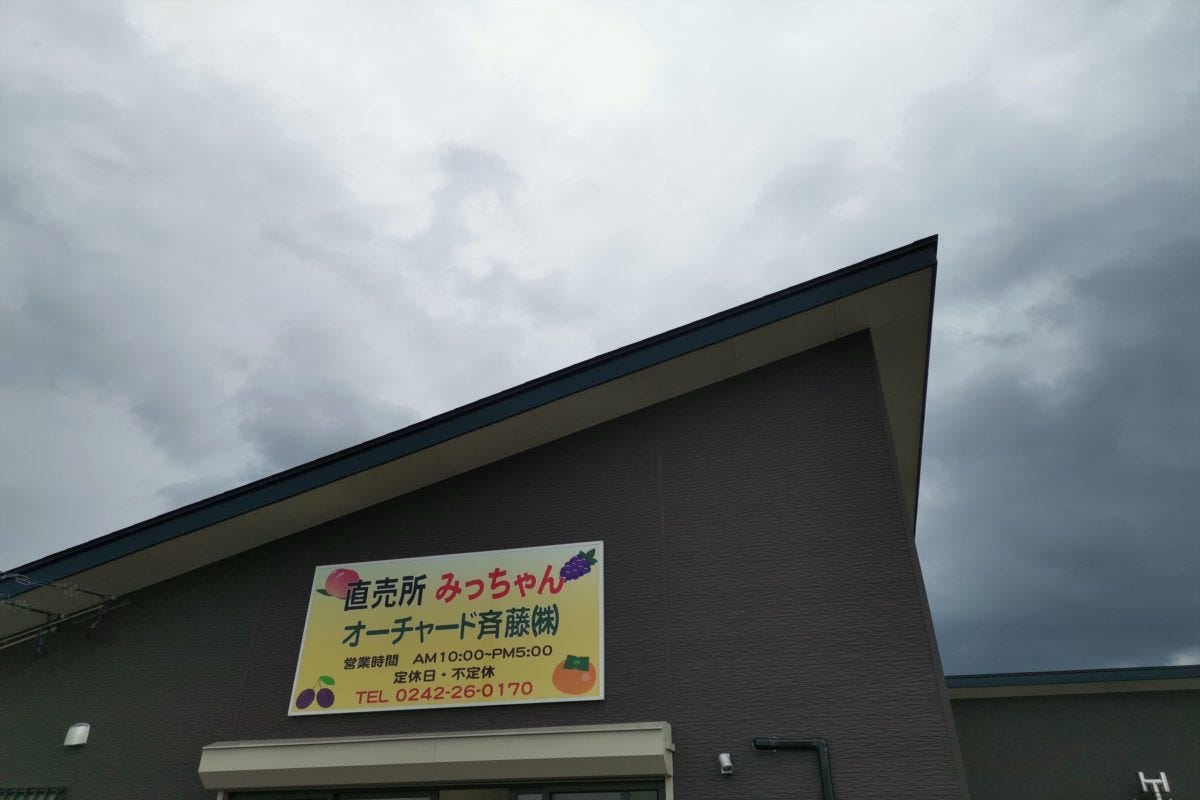 直売所 みっちゃん
オーチャード斉藤㈱
営業時間 AM10:00~PM5:00
定休日・不定休
TEL 0242-26-0170